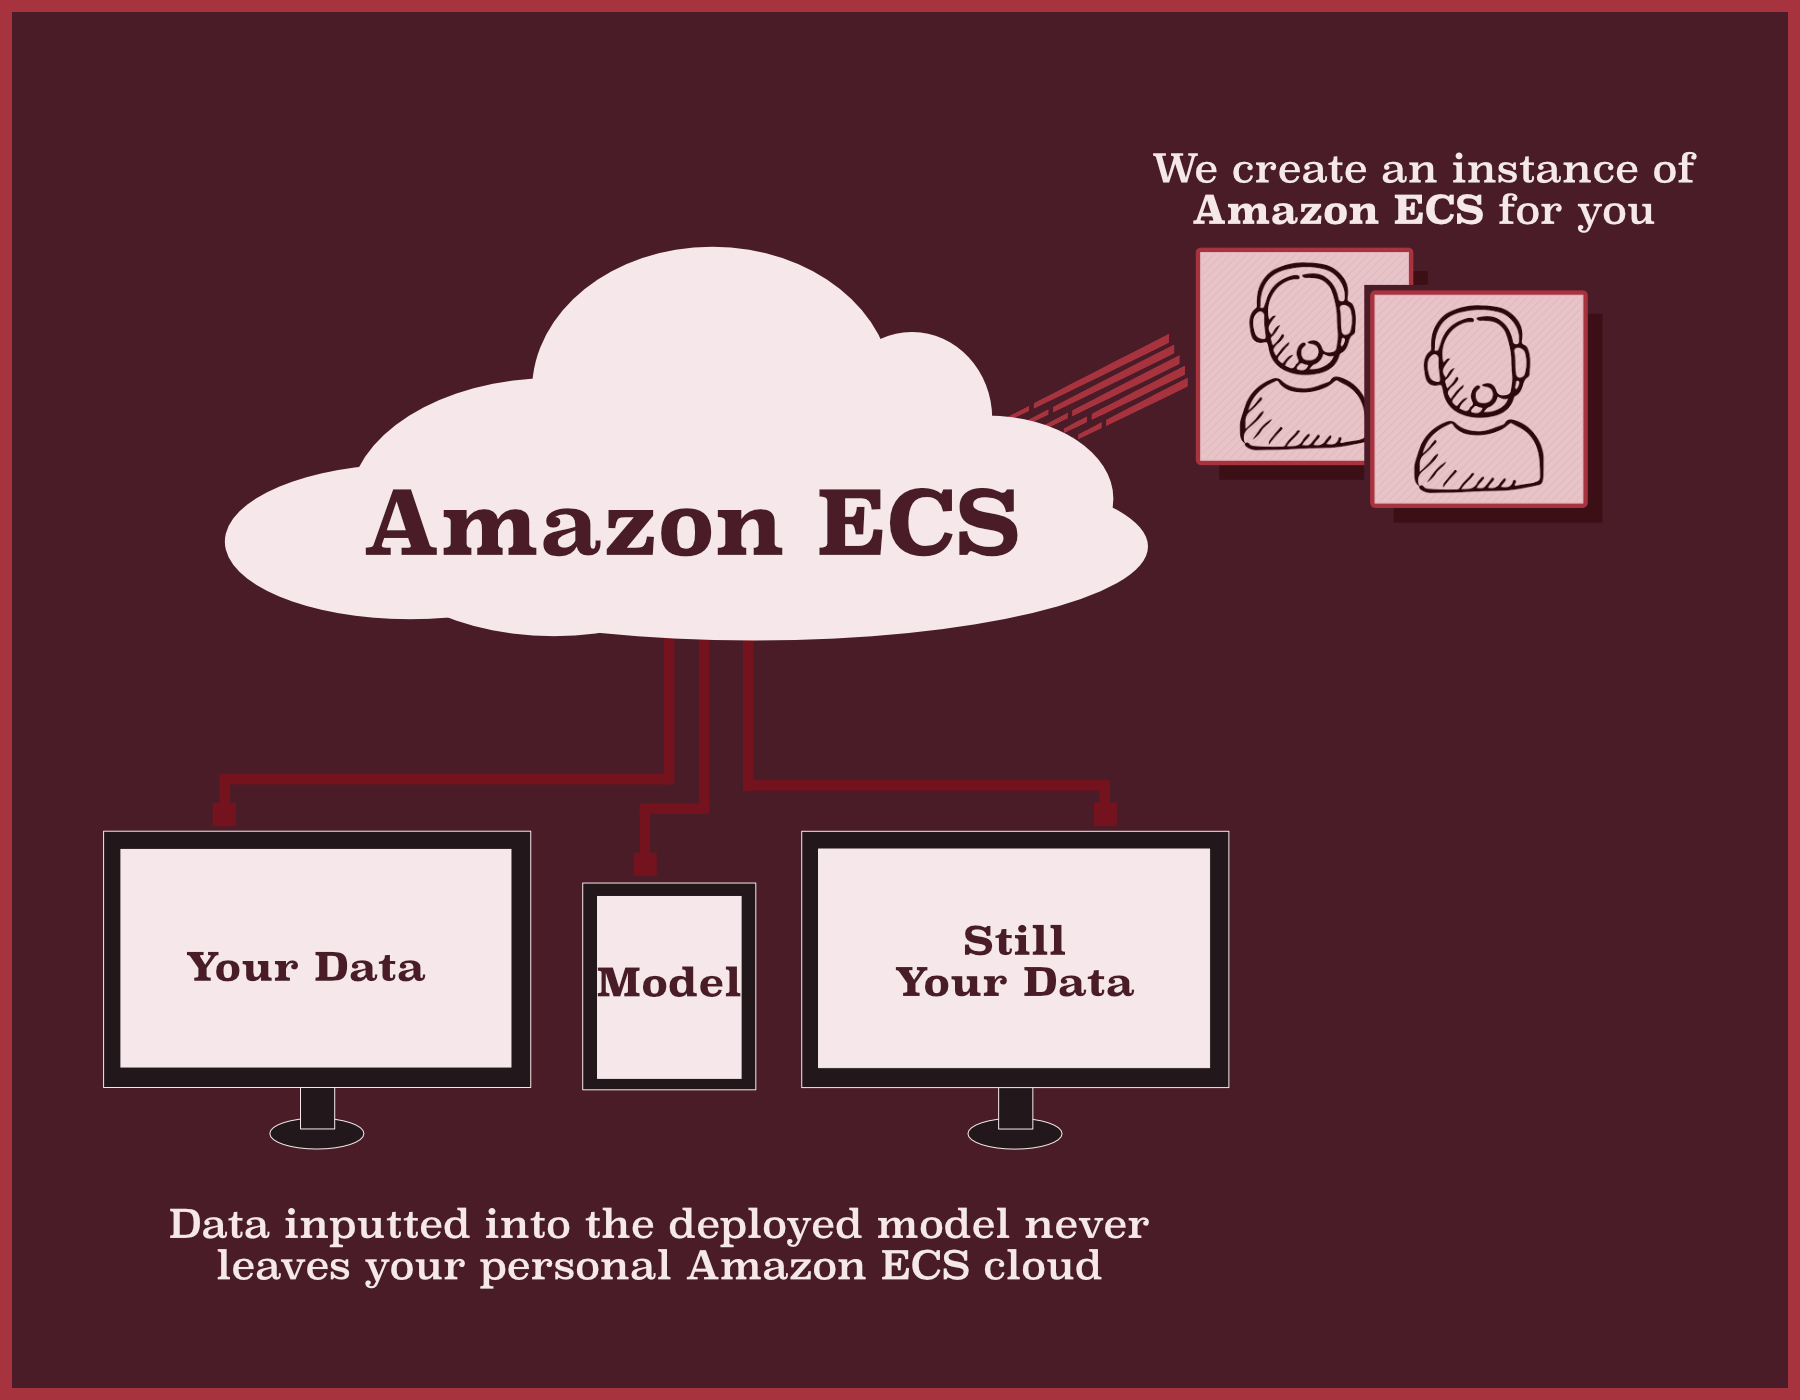 We create an instance of
Amazon ECS for you
Amazon ECS
Your Data
Model
Still
Your Data
Data inputted into the deployed model never
leaves your personal Amazon ECS cloud